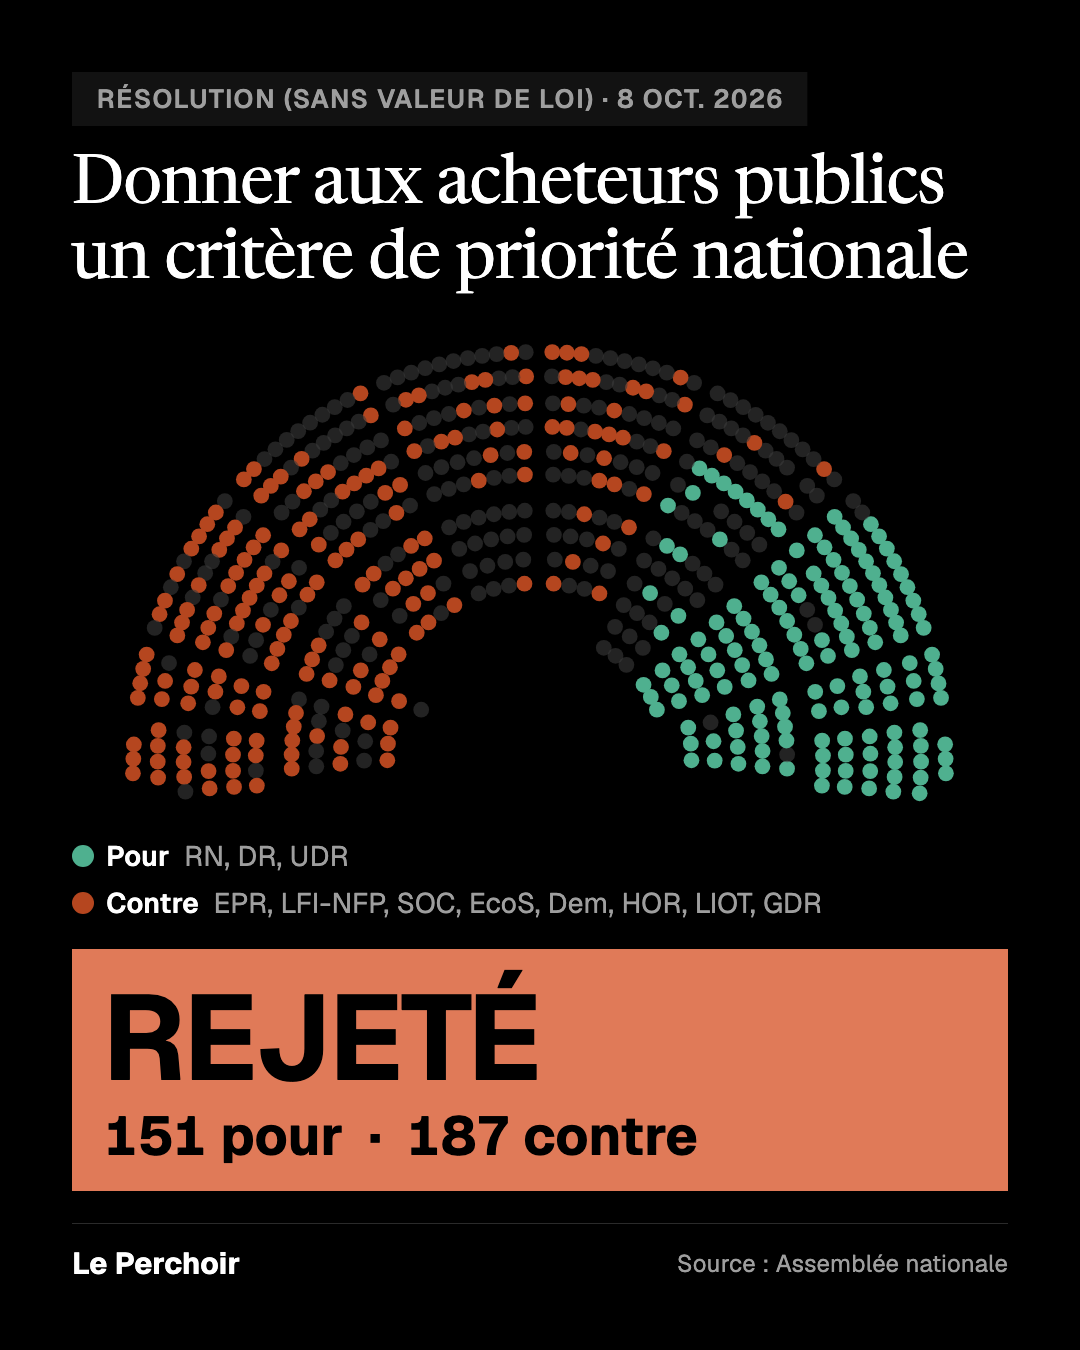 RÉSOLUTION (SANS VALEUR DE LOI) · 8 OCT. 2026
Donner aux acheteurs publics
un critère de priorité nationale
Pour RN, DR, UDR
Contre EPR, LFI-NFP, SOC, EcoS, Dem, HOR, LIOT, GDR
REJETÉ
151 pour · 187 contre
Le Perchoir
Source : Assemblée nationale